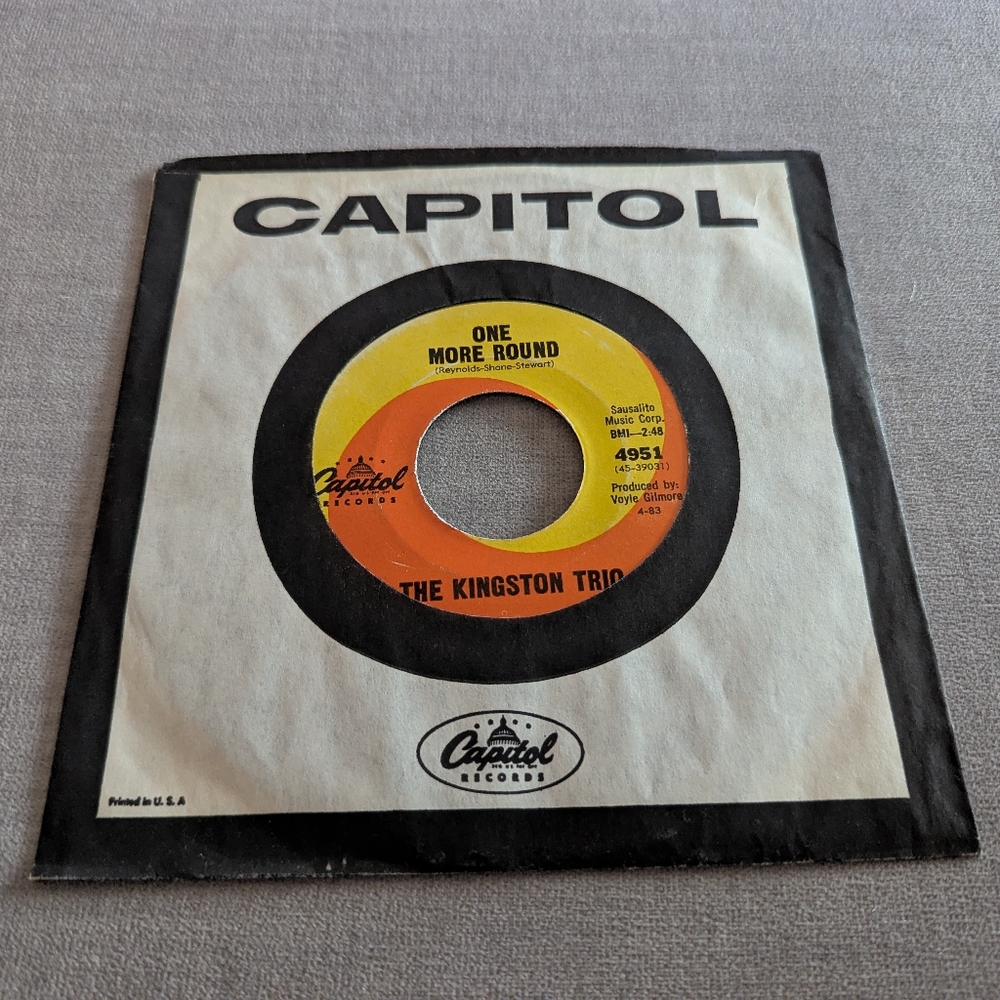 CAPITOL
ONE
MORE ROUND
(Reynolds-Shane-Stewart)
Sausalito
Music Corp.
BMI—2:48
4951
(45-39031)
Produced by:
Voyle Gilmore
4-83
Capitol
RECORDS
THE KINGSTON TRIO
Capitol
RECORDS
Printed in U. S. A